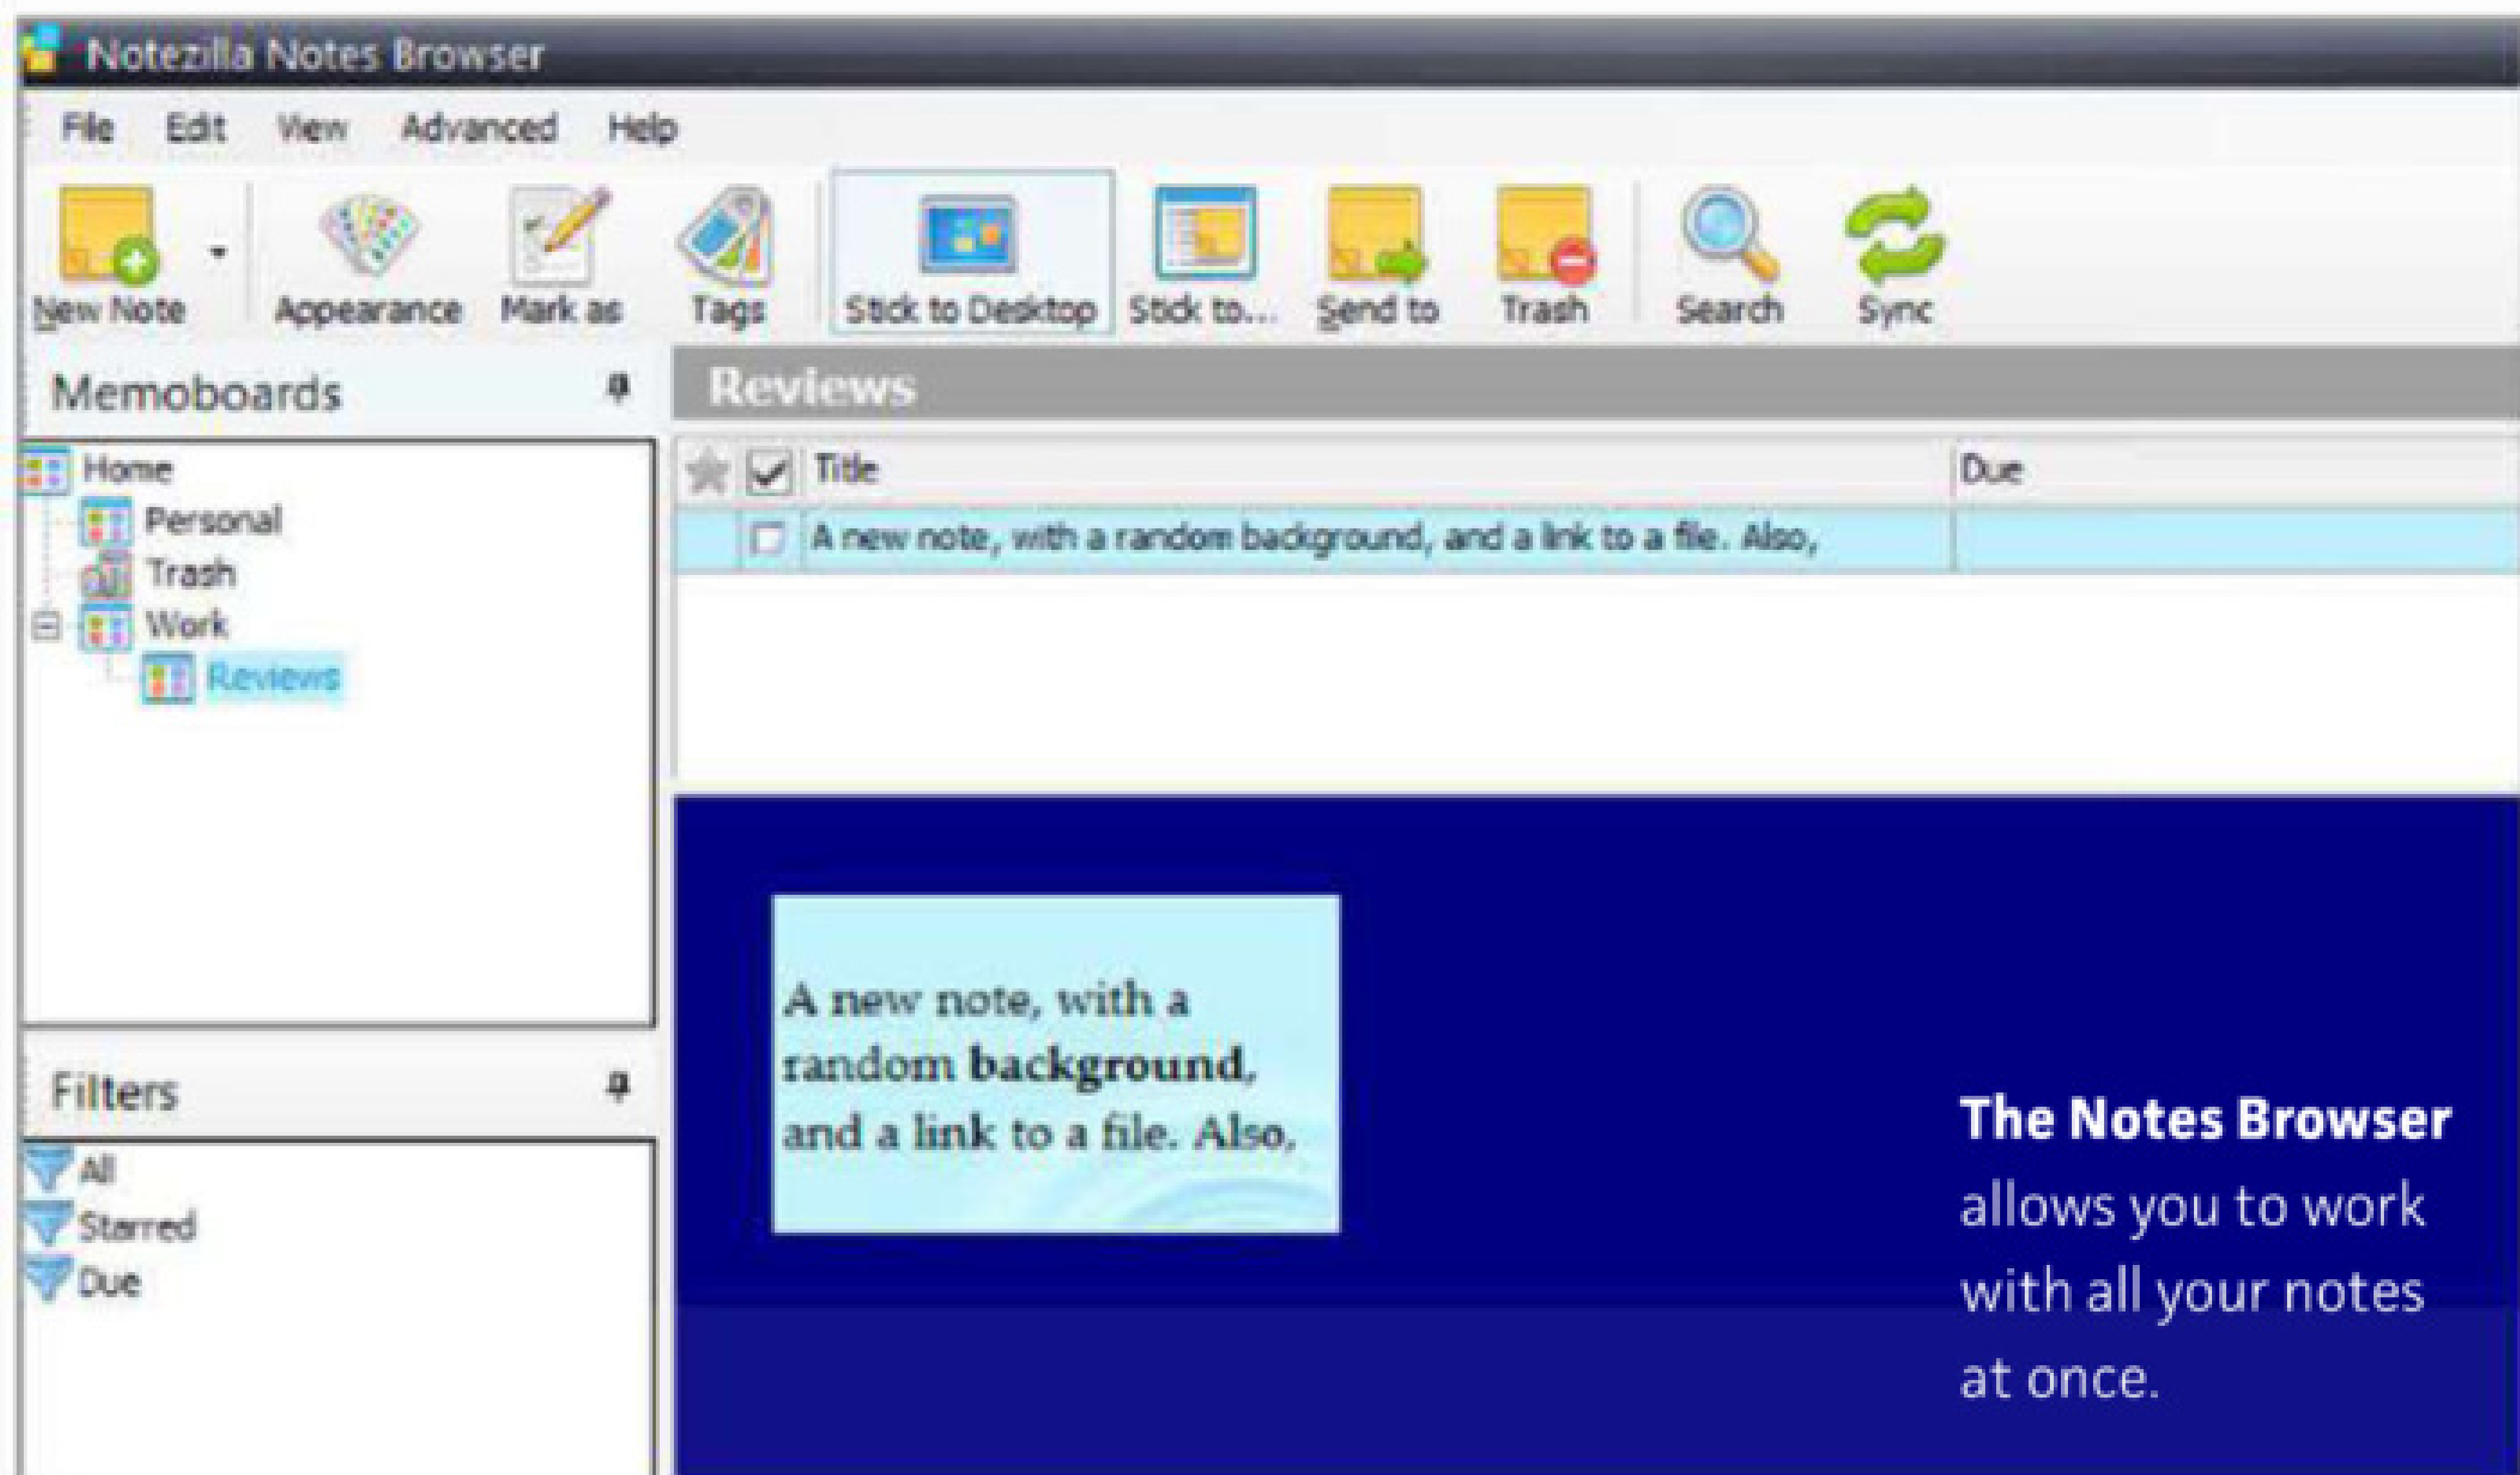 Notezilla Notes Browser
File Edit View Advanced Help
New Note Appearance Mark as Tags Stick to Desktop Stick to... Send to Trash Search Sync
Memoboards
Home
Personal
Trash
Work
Reviews
Filters
All
Starred
Due
Reviews
Title Due
A new note, with a random background, and a link to a file. Also,
A new note, with a
random background,
and a link to a file. Also,
The Notes Browser
allows you to work
with all your notes
at once.